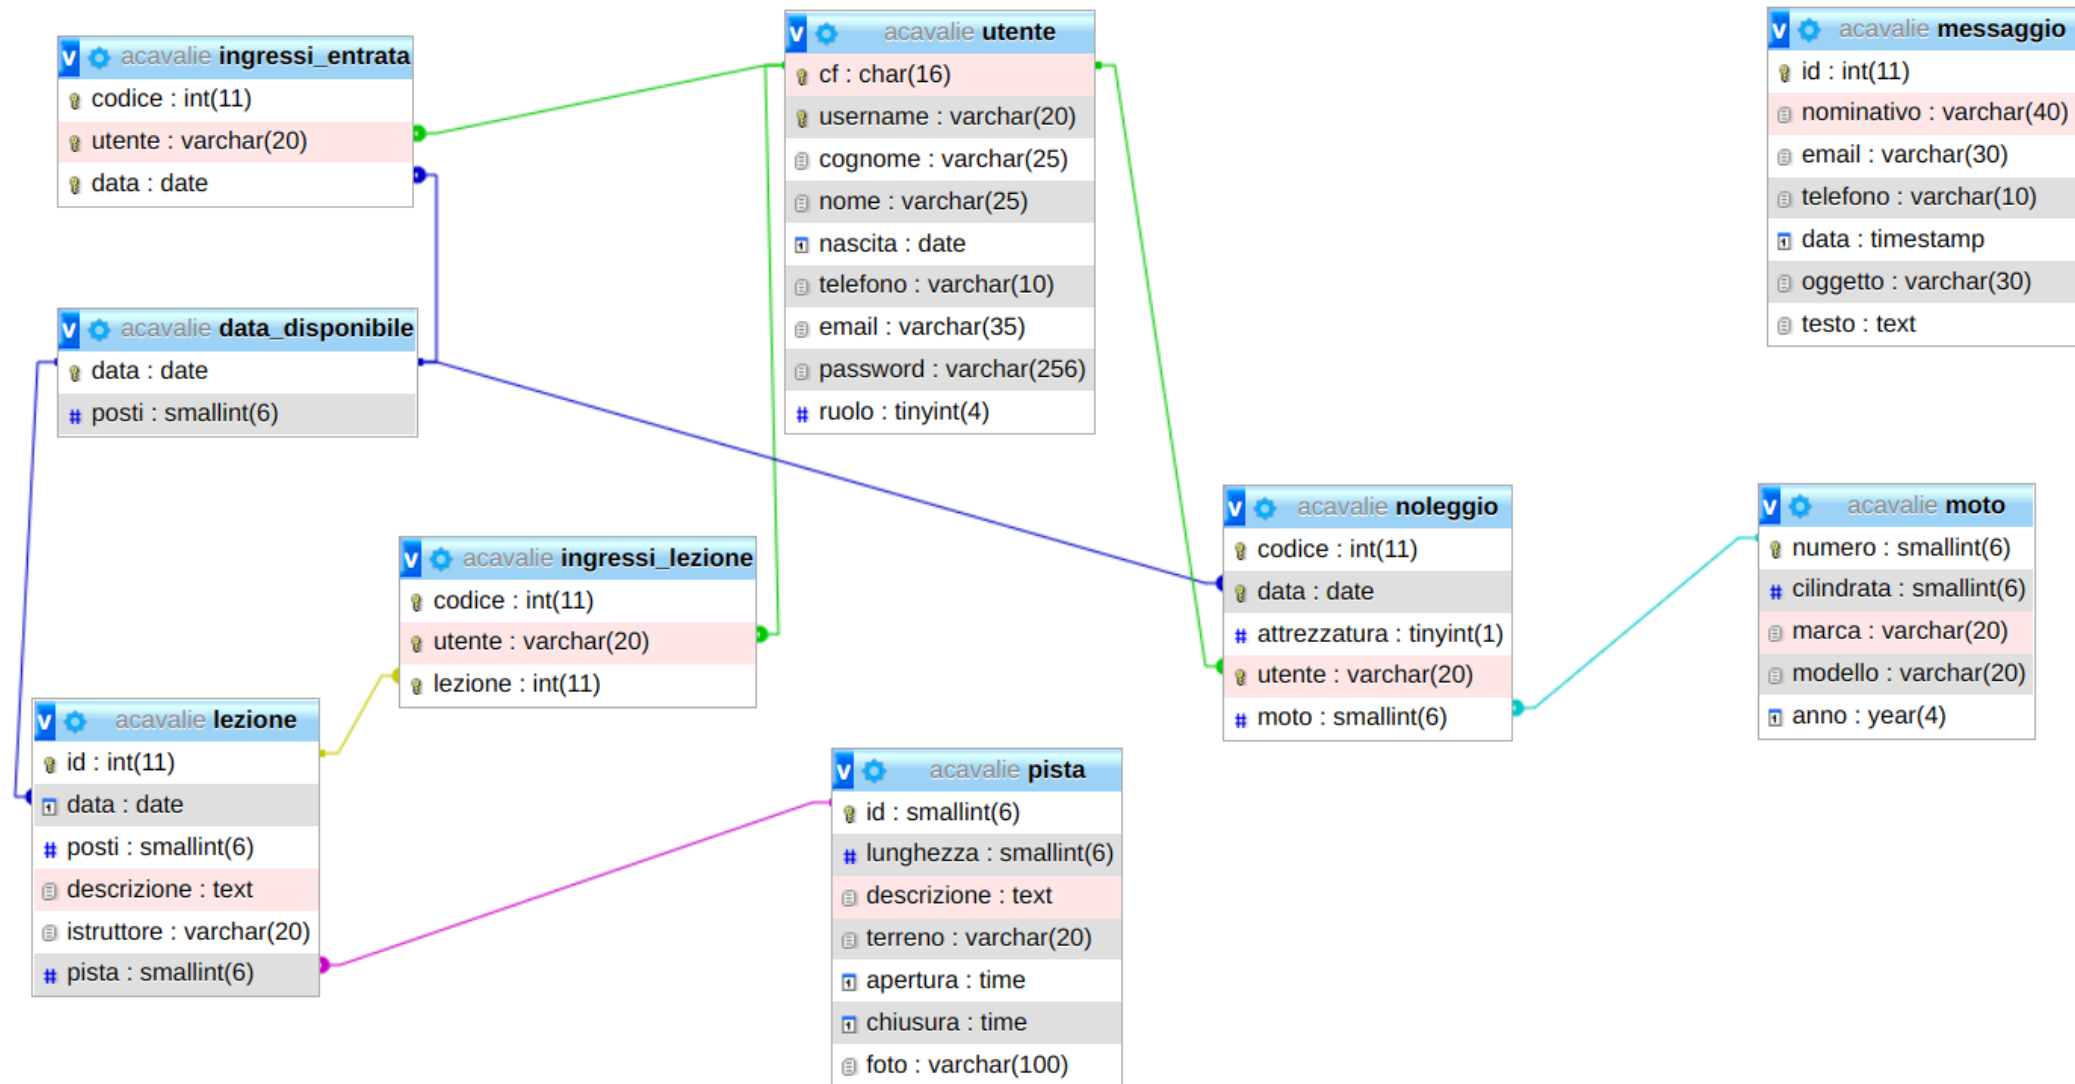 v acavalie ingressi_entrata
codice : int(11)
utente : varchar(20)
data : date
v acavalie utente
cf : char(16)
username : varchar(20)
cognome : varchar(25)
nome : varchar(25)
nascita : date
telefono : varchar(10)
email : varchar(35)
password : varchar(256)
# ruolo : tinyint(4)
v acavalie messaggio
id : int(11)
nominativo : varchar(40)
email : varchar(30)
telefono : varchar(10)
data : timestamp
oggetto : varchar(30)
testo : text
v acavalie data_disponibile
data : date
# posti : smallint(6)
v acavalie ingressi_lezione
codice : int(11)
utente : varchar(20)
lezione : int(11)
v acavalie noleggio
codice : int(11)
data : date
# attrezzatura : tinyint(1)
utente : varchar(20)
# moto : smallint(6)
v acavalie moto
numero : smallint(6)
# cilindrata : smallint(6)
marca : varchar(20)
modello : varchar(20)
anno : year(4)
v acavalie lezione
id : int(11)
data : date
# posti : smallint(6)
descrizione : text
istruttore : varchar(20)
# pista : smallint(6)
v acavalie pista
id : smallint(6)
# lunghezza : smallint(6)
descrizione : text
terreno : varchar(20)
apertura : time
chiusura : time
foto : varchar(100)